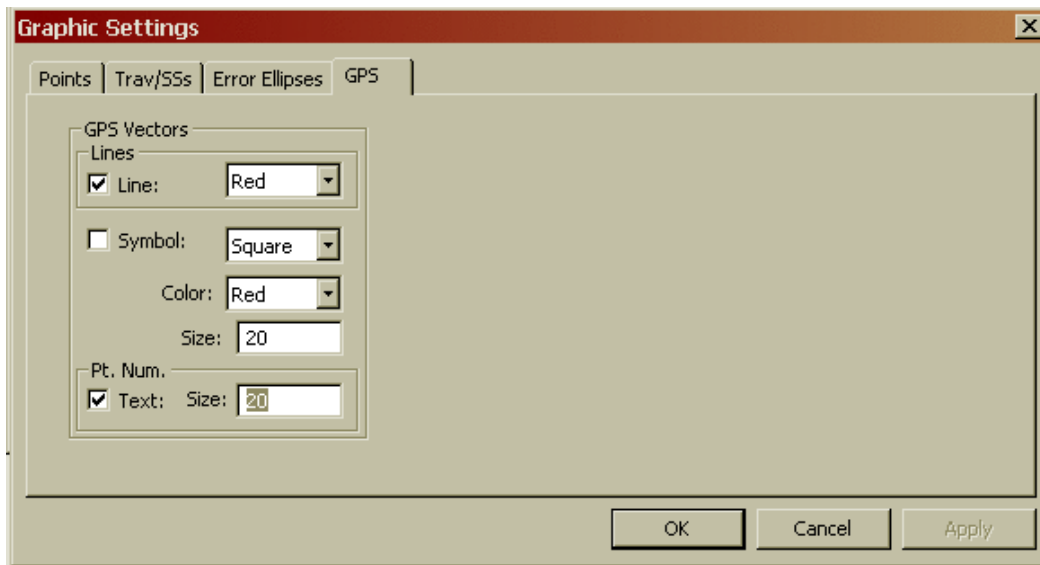 Graphic Settings
Points Trav/SSs Error Ellipses GPS
GPS Vectors
Lines
Line: Red
Symbol: Square
Color: Red
Size: 20
Pt. Num.
Text: Size: 20
OK Cancel Apply